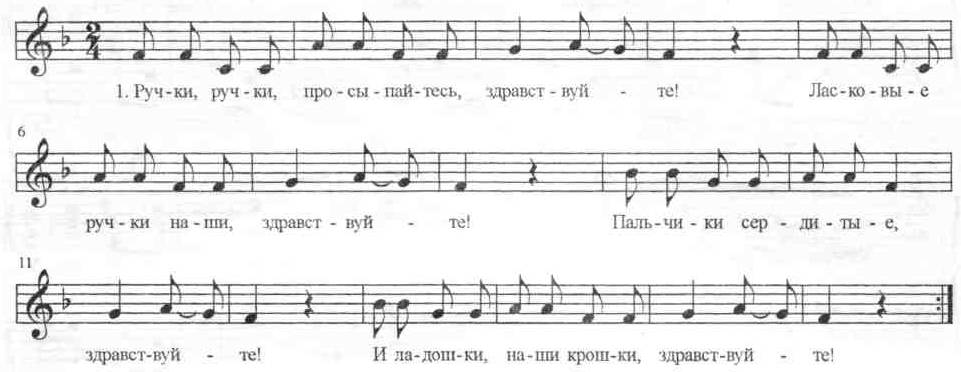 2
4
1. Руч-ки, руч-ки, про-сы-пай-тесь, здравст-вуй - те! Лас-ко-вы-е
6
руч-ки на-ши, здравст-вуй - те! Паль-чи-ки сер-ди-ты-е,
11
здравст-вуй - те! И ла-дош-ки, на-ши крош-ки, здравст-вуй - те!